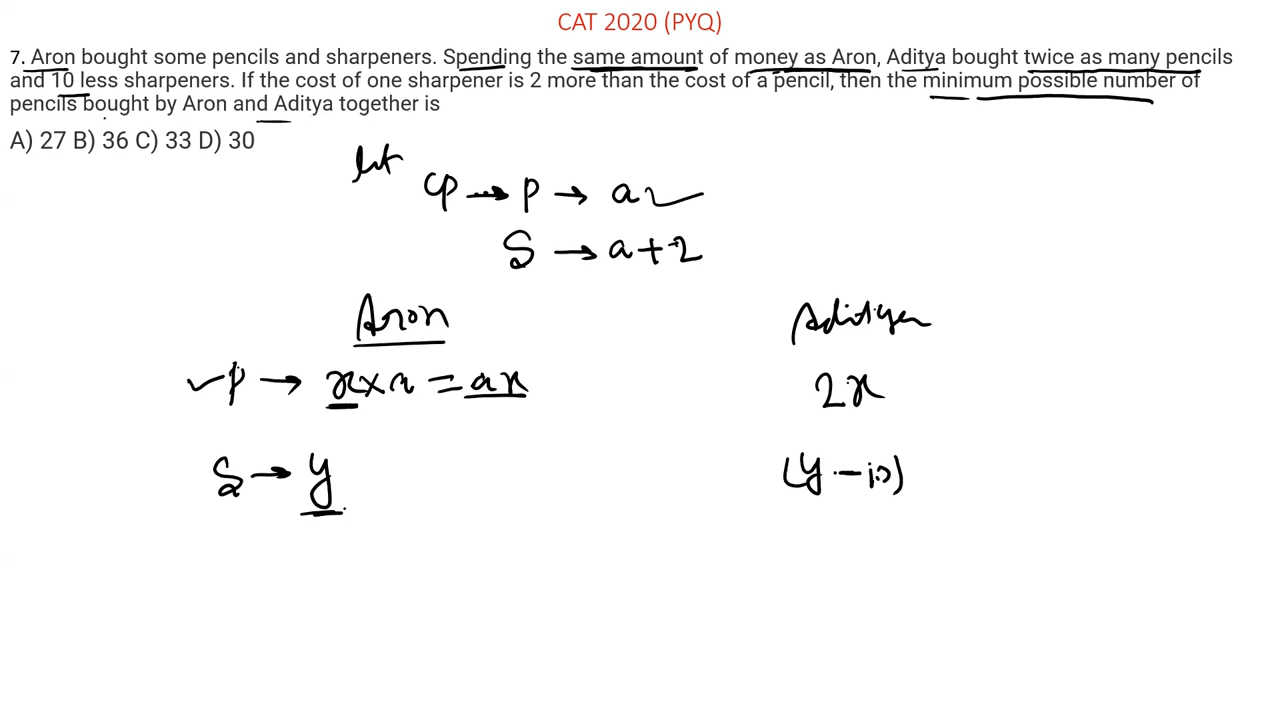 CAT 2020 (PYQ)
7. Aron bought some pencils and sharpeners. Spending the same amount of money as Aron, Aditya bought twice as many pencils
and 10 less sharpeners. If the cost of one sharpener is 2 more than the cost of a pencil, then the minimum possible number of
pencils bought by Aron and Aditya together is
A) 27 B) 36 C) 33 D) 30
let
CP → P → a
S → a+2
Aron Aditya
P → x×a = ax 2x
S → y (y-10)